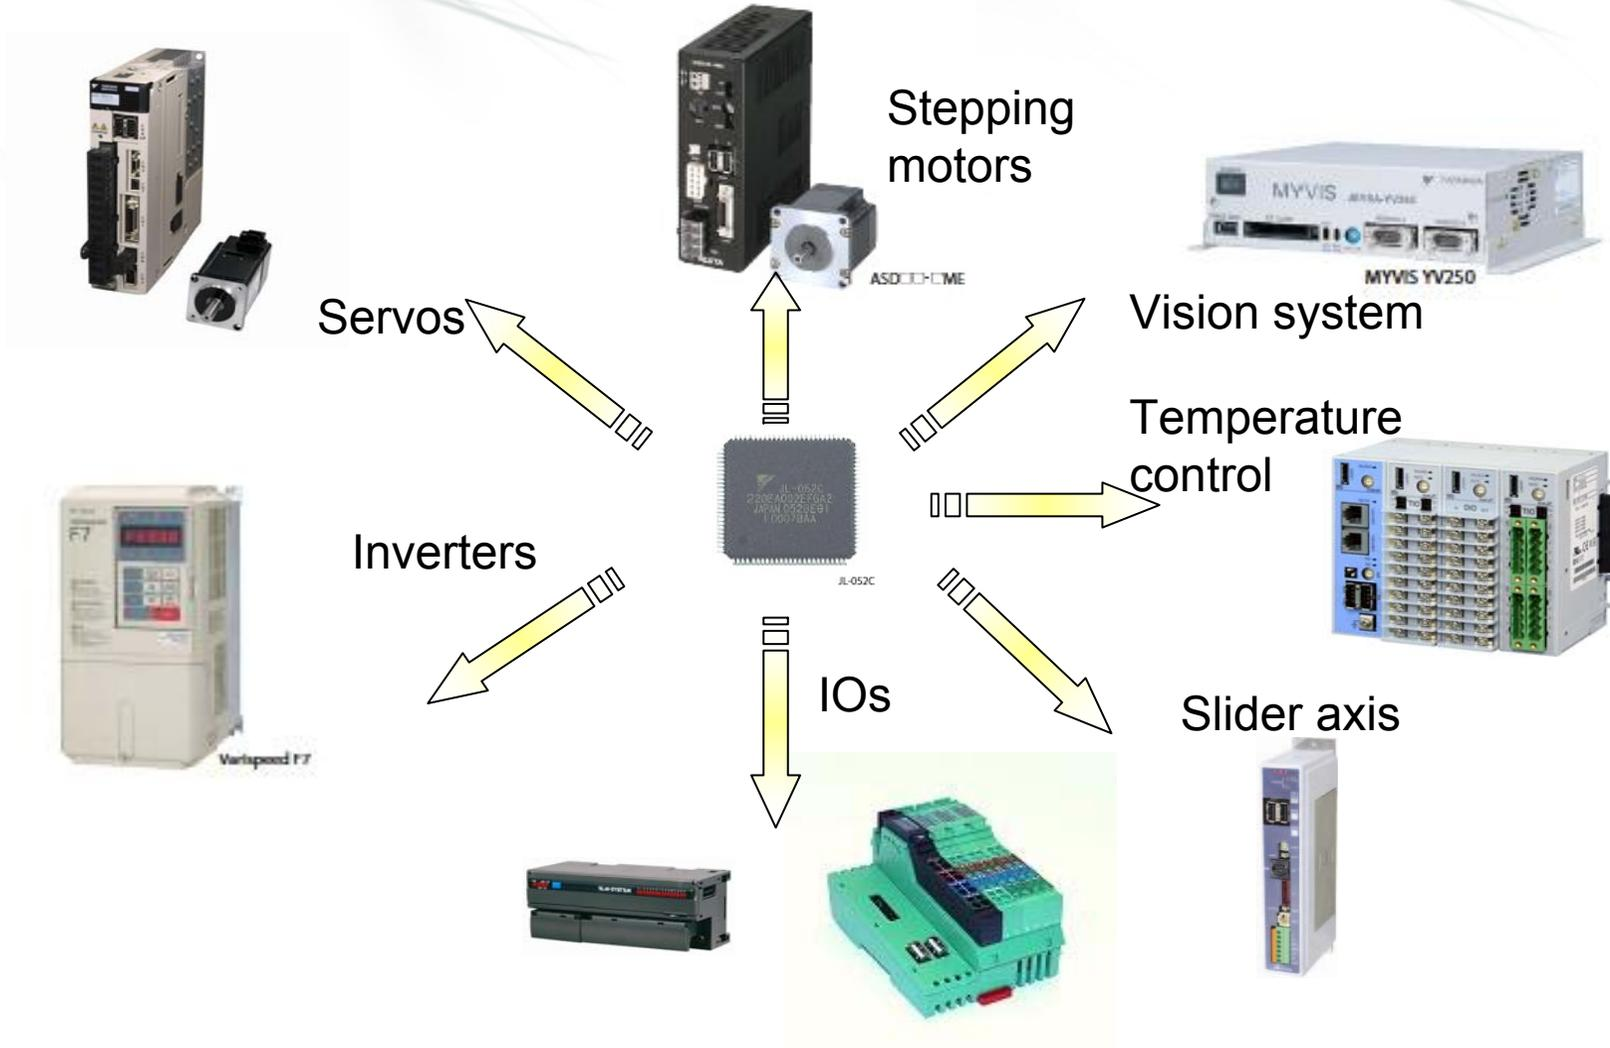 Stepping
motors
MYVIS
ASD□□-□ME
MYVIS YV250
Servos
Vision system
Temperature
control
JL-052C
JAPAN
JL-052C
F7
Inverters
Varispeed F7
IOs
Slider axis